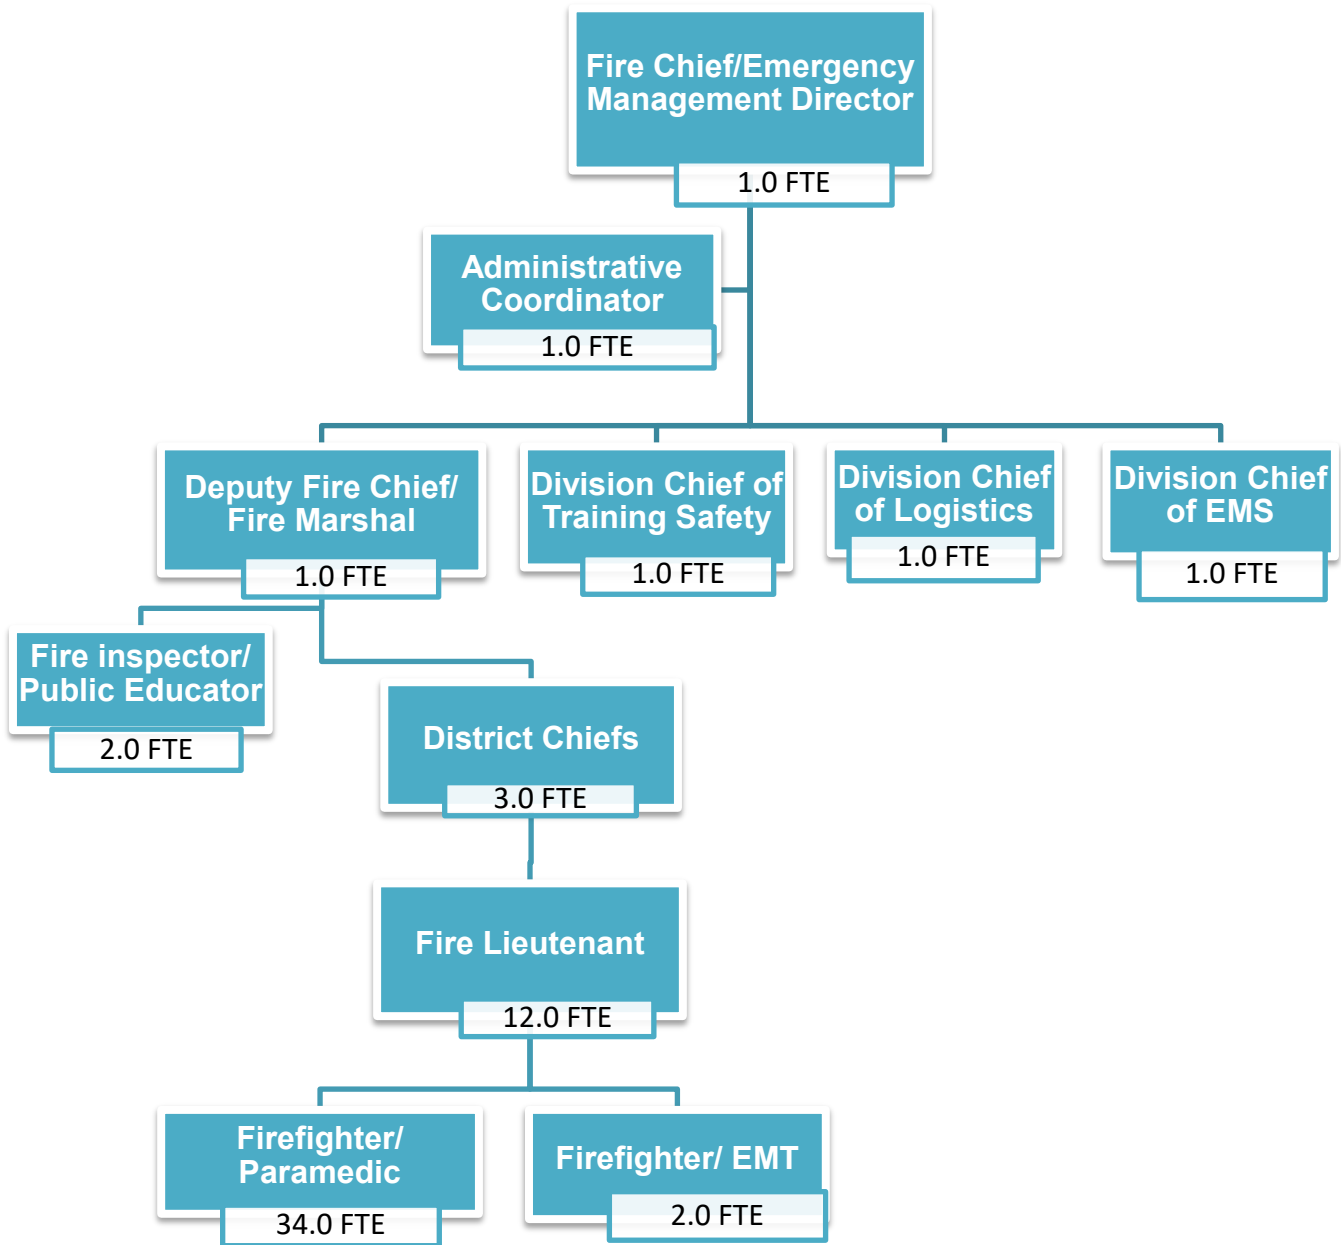 Fire Chief/Emergency
Management Director
1.0 FTE
Administrative
Coordinator
1.0 FTE
Deputy Fire Chief/
Fire Marshal
1.0 FTE
Division Chief of
Training Safety
1.0 FTE
Division Chief
of Logistics
1.0 FTE
Division Chief
of EMS
1.0 FTE
Fire inspector/
Public Educator
2.0 FTE
District Chiefs
3.0 FTE
Fire Lieutenant
12.0 FTE
Firefighter/
Paramedic
34.0 FTE
Firefighter/ EMT
2.0 FTE